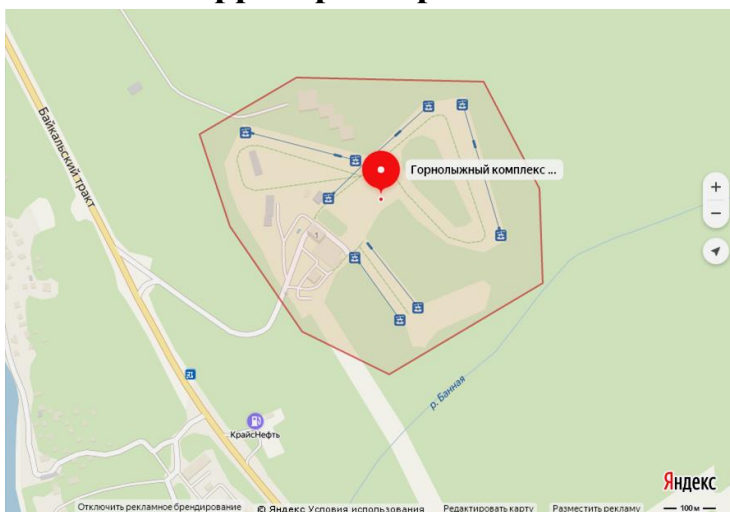 Байкальский тракт
Горнолыжный комплекс ...
1
+
−
р. Банная
КрайсНефть
Яндекс
Отключить рекламное брендирование
© Яндекс Условия использования
Редактировать карту
Разместить рекламу
100 м